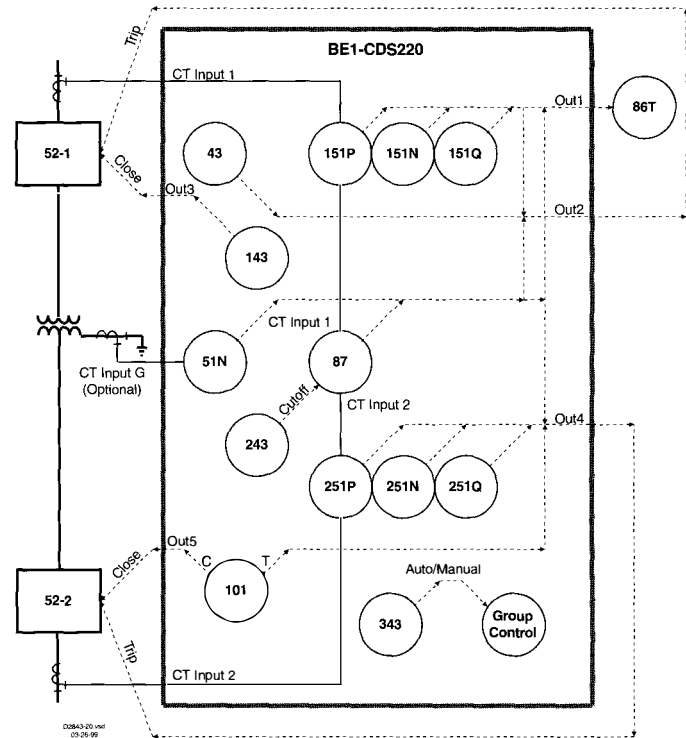 BE1-CDS220
Trip
CT Input 1
Out1
86T
52-1
43
151P
151N
151Q
Close
Out3
Out2
143
CT Input 1
CT Input G
(Optional)
51N
87
Cutoff
CT Input 2
243
Out4
251P
251N
251Q
Out5
Close
C
T
Auto/Manual
52-2
101
343
Group
Control
Trip
CT Input 2
D2843-20.vsd
03-26-99